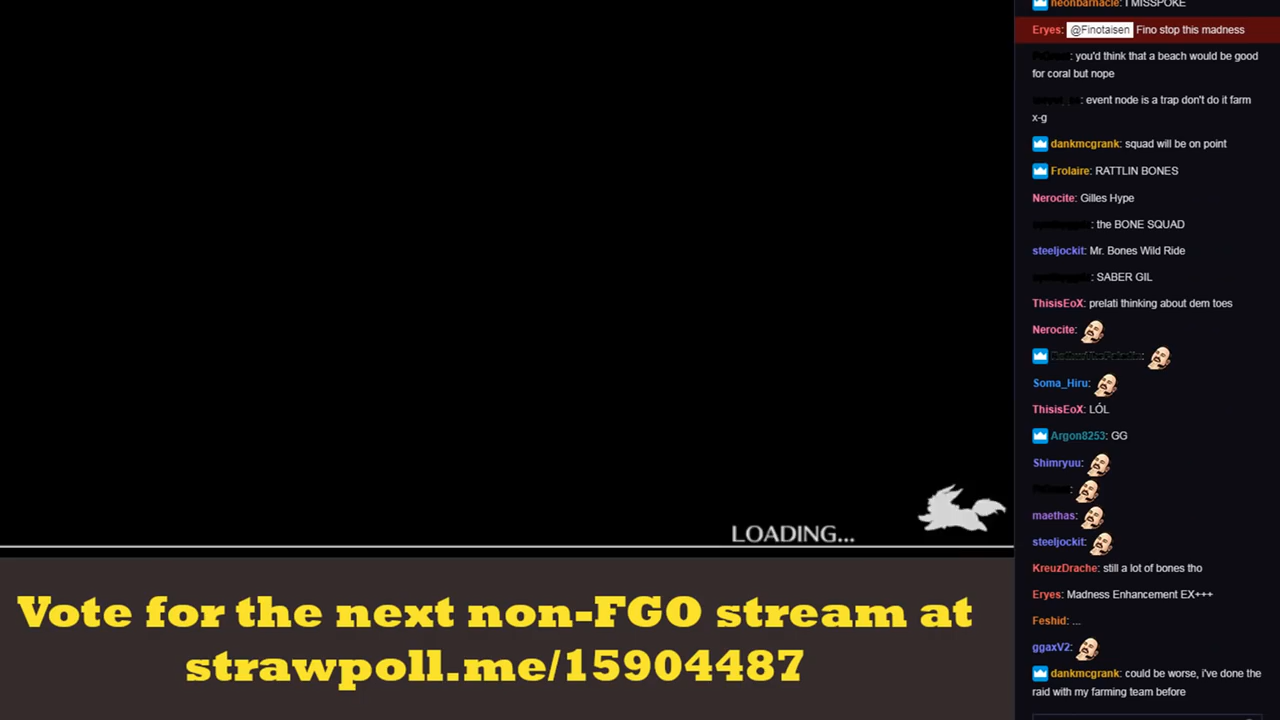 LOADING...
Vote for the next non-FGO stream at
strawpoll.me/15904487
neonbarnacle: I MISSPOKE
Eryes: @Finotaisen Fino stop this madness
: you'd think that a beach would be good
for coral but nope
: event node is a trap don't do it farm
x-g
dankmcgrank: squad will be on point
Frolaire: RATTLIN BONES
Nerocite: Gilles Hype
: the BONE SQUAD
steeljockit: Mr. Bones Wild Ride
: SABER GIL
ThisisEoX: prelati thinking about dem toes
Nerocite:
Soma_Hiru:
ThisisEoX: LÓL
Argon8253: GG
Shimryuu:
maethas:
steeljockit:
KreuzDrache: still a lot of bones tho
Eryes: Madness Enhancement EX+++
Feshid: ...
ggaxV2:
dankmcgrank: could be worse, i've done the
raid with my farming team before